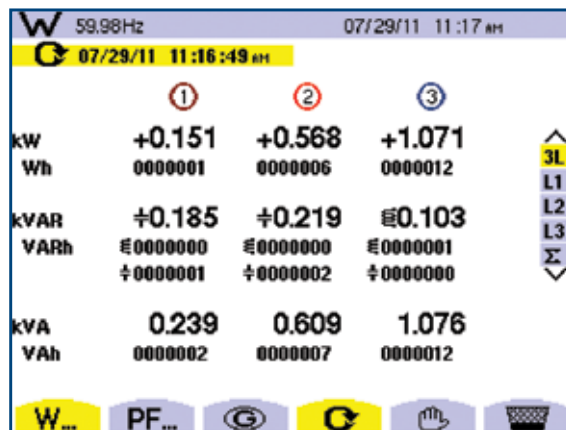 W 59.98Hz 07/29/11 11:17 AM
07/29/11 11:16:49 AM
1 2 3
kW +0.151 +0.568 +1.071
Wh 0000001 0000006 0000012
kVAR 0.185 0.219 0.103
VARh 0000000 0000000 0000001
0000001 0000002 0000000
kVA 0.239 0.609 1.076
VAh 0000002 0000007 0000012
3L
L1
L2
L3
Σ
W... PF... G